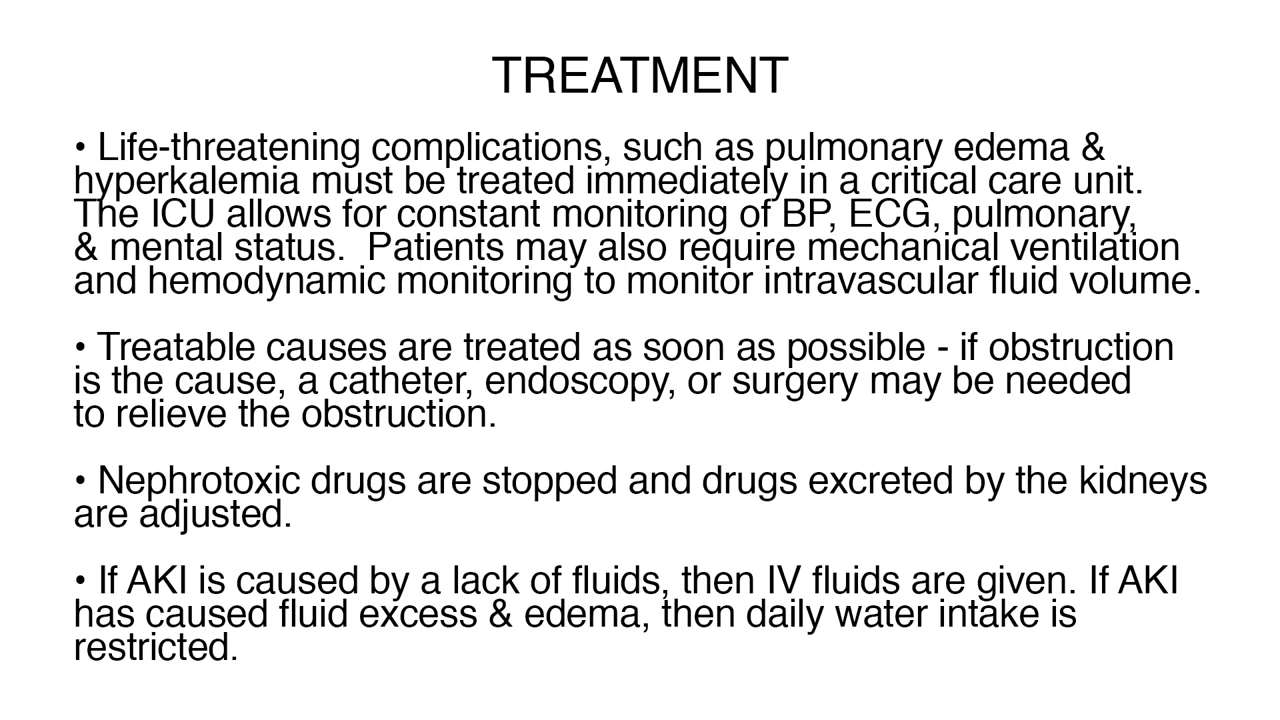 TREATMENT
• Life-threatening complications, such as pulmonary edema &
hyperkalemia must be treated immediately in a critical care unit.
The ICU allows for constant monitoring of BP, ECG, pulmonary,
& mental status.  Patients may also require mechanical ventilation
and hemodynamic monitoring to monitor intravascular fluid volume.
• Treatable causes are treated as soon as possible - if obstruction
is the cause, a catheter, endoscopy, or surgery may be needed
to relieve the obstruction.
• Nephrotoxic drugs are stopped and drugs excreted by the kidneys
are adjusted.
• If AKI is caused by a lack of fluids, then IV fluids are given. If AKI
has caused fluid excess & edema, then daily water intake is
restricted.